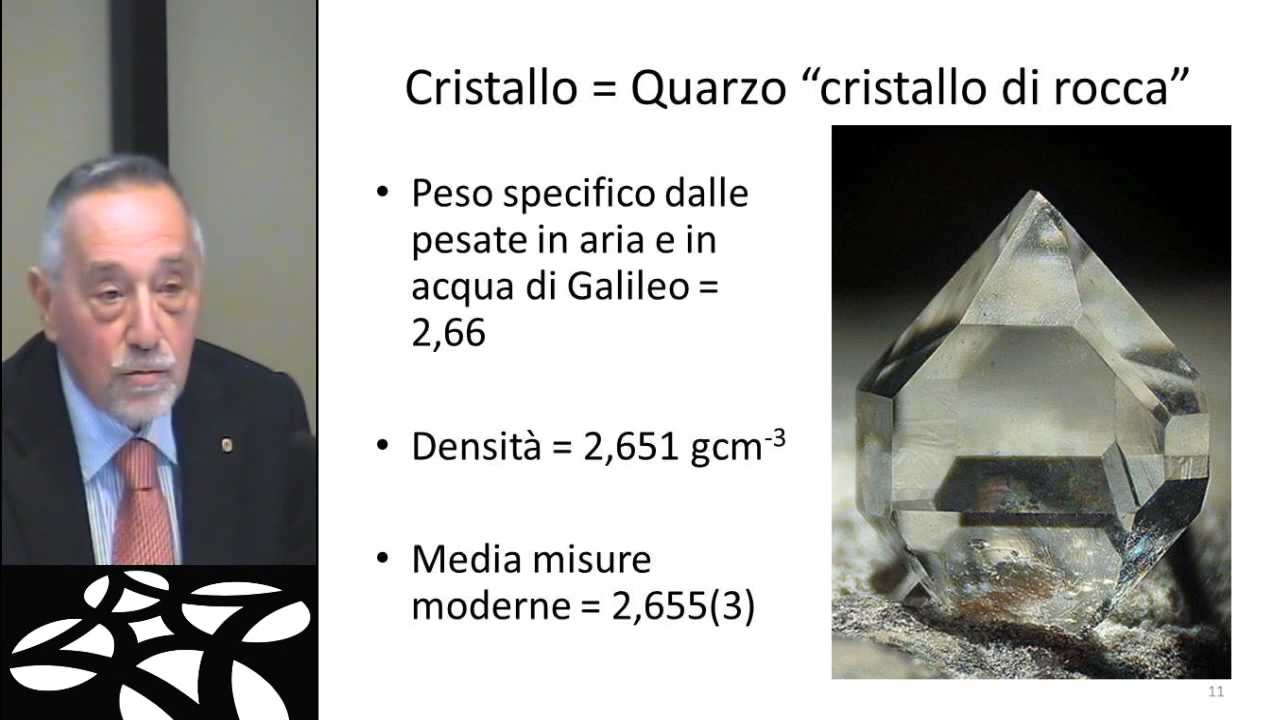 Cristallo = Quarzo “cristallo di rocca”
• Peso specifico dalle
pesate in aria e in
acqua di Galileo =
2,66
• Densità = 2,651 gcm⁻³
• Media misure
moderne = 2,655(3)
11